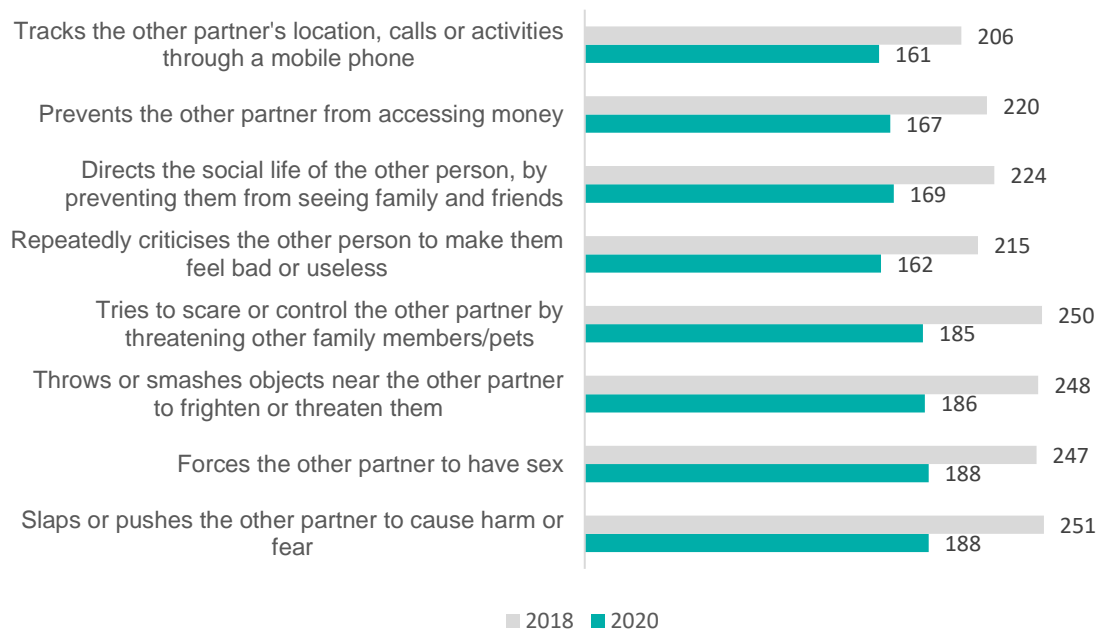 Tracks the other partner's location, calls or activities
through a mobile phone
206
161
Prevents the other partner from accessing money
220
167
Directs the social life of the other person, by
preventing them from seeing family and friends
224
169
Repeatedly criticises the other person to make them
feel bad or useless
215
162
Tries to scare or control the other partner by
threatening other family members/pets
250
185
Throws or smashes objects near the other partner
to frighten or threaten them
248
186
Forces the other partner to have sex
247
188
Slaps or pushes the other partner to cause harm or
fear
251
188
2018 2020